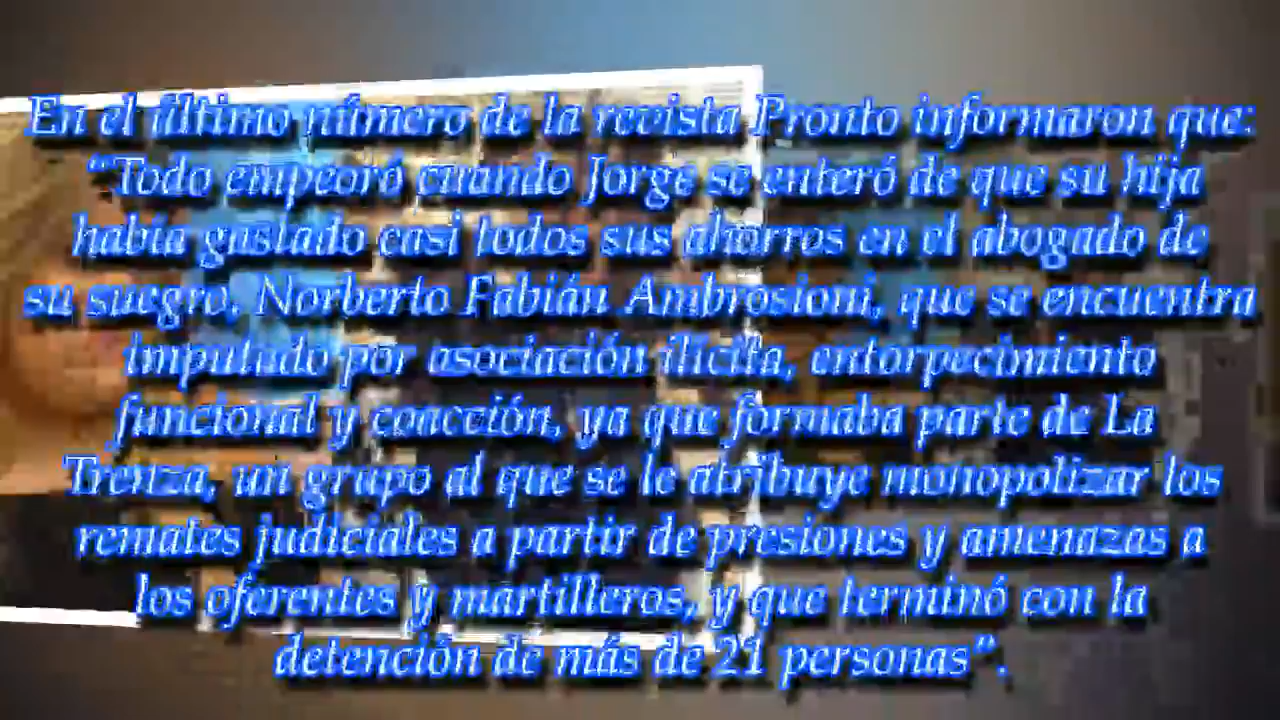 En el último número de la revista Pronto informaron que:
“Todo empeoró cuando Jorge se enteró de que su hija
había gastado casi todos sus ahorros en el abogado de
su suegro, Norberto Fabián Ambrosioni, que se encuentra
imputado por asociación ilícita, entorpecimiento
funcional y coacción, ya que formaba parte de La
Trenza, un grupo al que se le atribuye monopolizar los
remates judiciales a partir de presiones y amenazas a
los oferentes y martilleros, y que terminó con la
detención de más de 21 personas”.